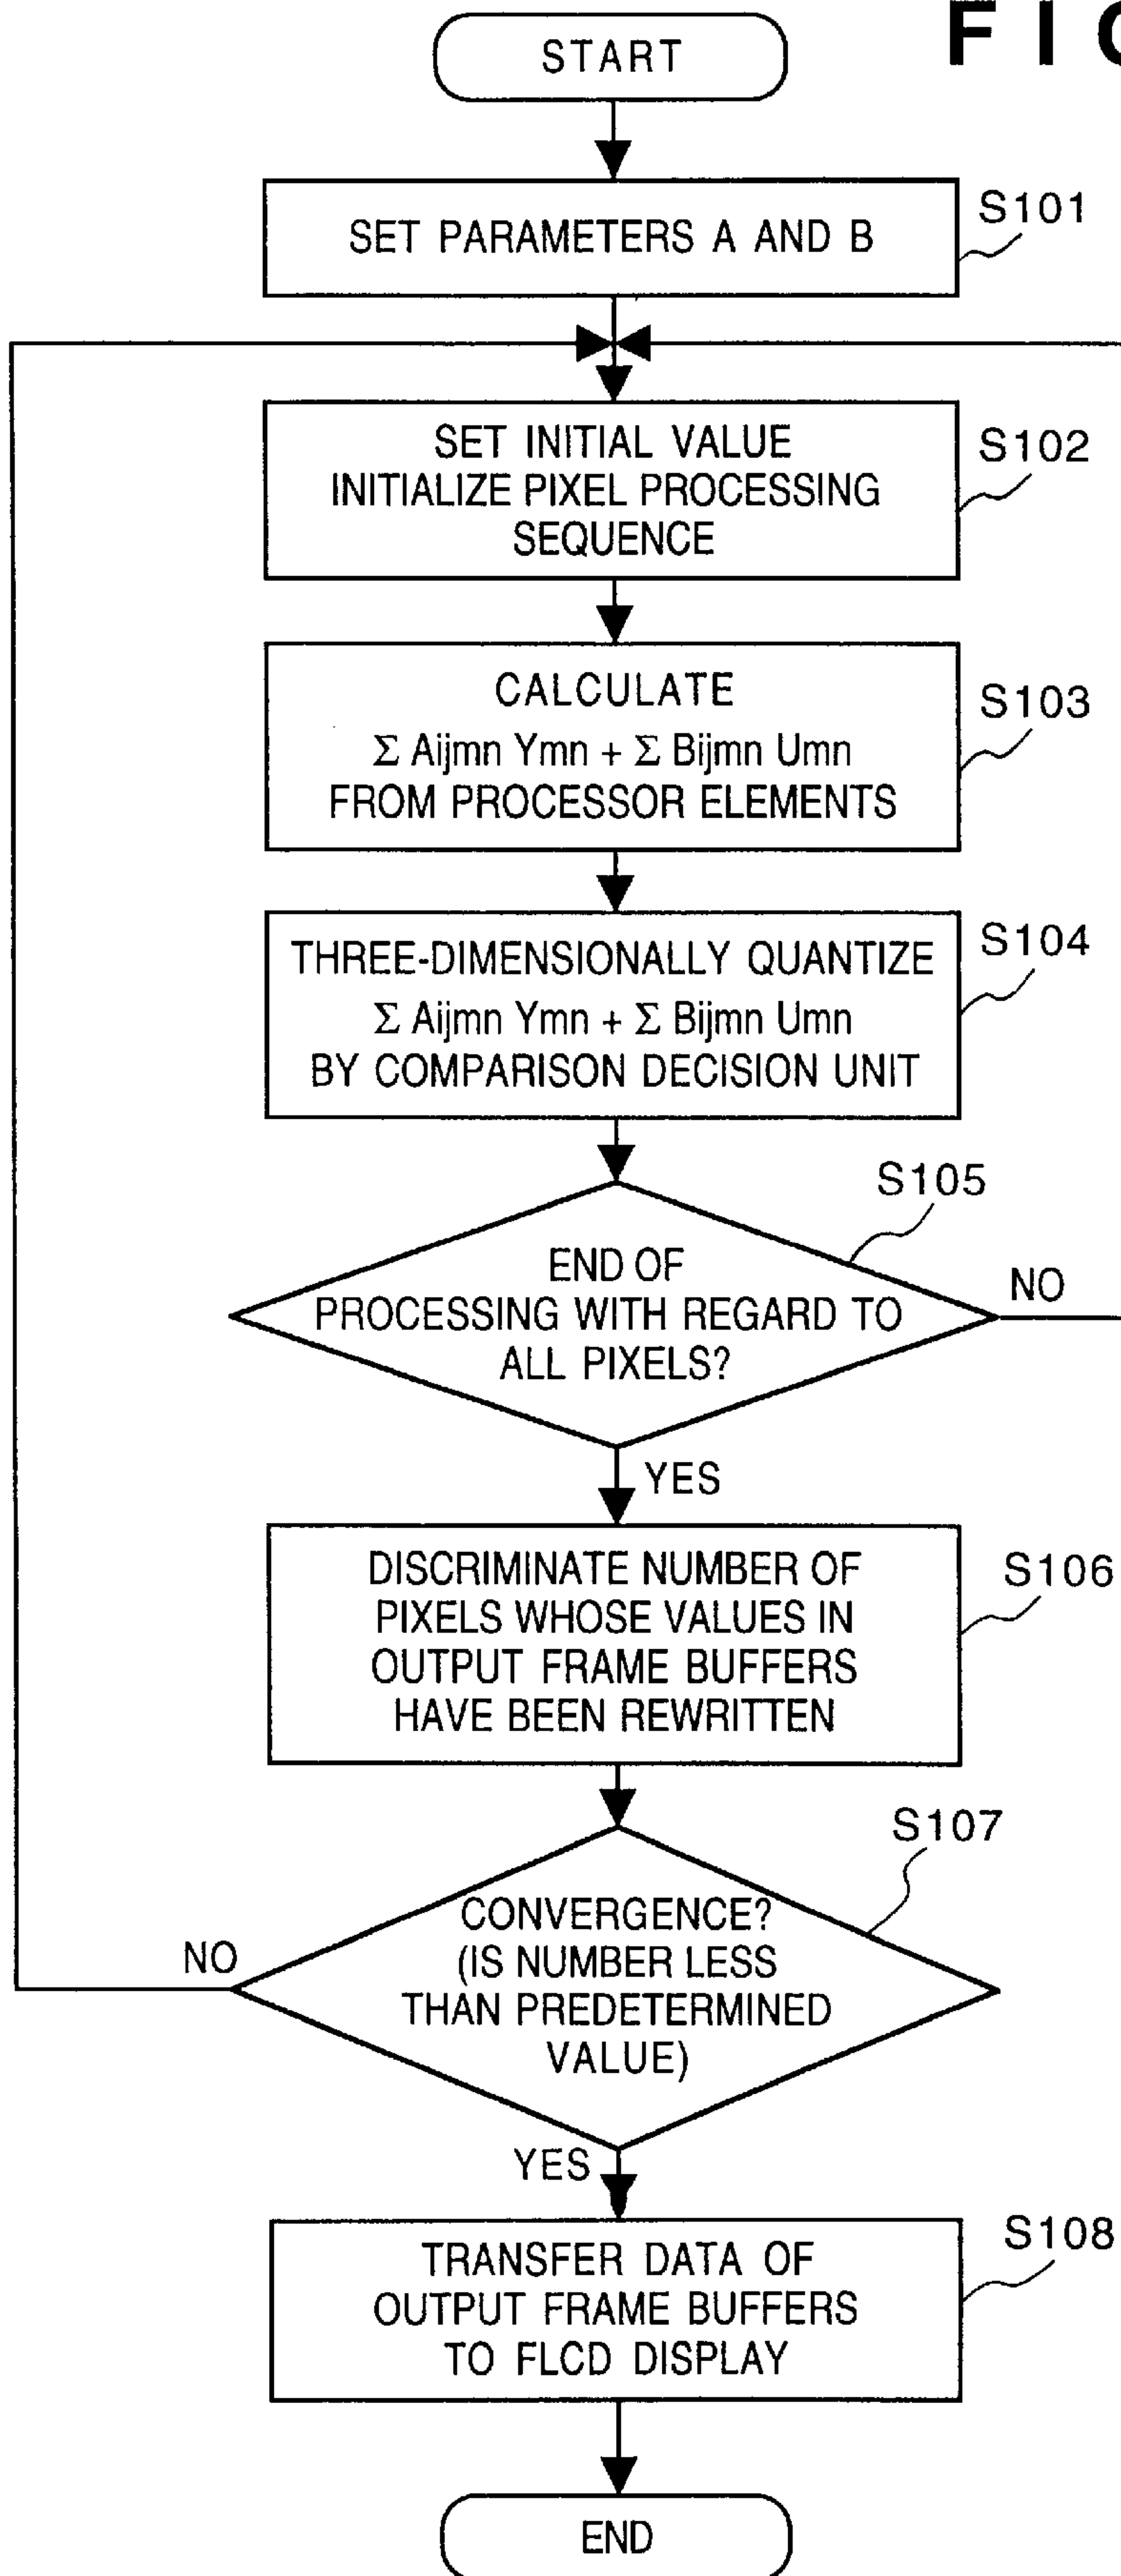 F I
START
SET PARAMETERS A AND B
S101
SET INITIAL VALUE
INITIALIZE PIXEL PROCESSING
SEQUENCE
S102
CALCULATE
Σ Aijmn Ymn + Σ Bijmn Umn
FROM PROCESSOR ELEMENTS
S103
THREE-DIMENSIONALLY QUANTIZE
Σ Aijmn Ymn + Σ Bijmn Umn
BY COMPARISON DECISION UNIT
S104
S105
END OF
PROCESSING WITH REGARD TO
ALL PIXELS?
NO
YES
DISCRIMINATE NUMBER OF
PIXELS WHOSE VALUES IN
OUTPUT FRAME BUFFERS
HAVE BEEN REWRITTEN
S106
S107
CONVERGENCE?
(IS NUMBER LESS
THAN PREDETERMINED
VALUE)
NO
YES
TRANSFER DATA OF
OUTPUT FRAME BUFFERS
TO FLCD DISPLAY
S108
END